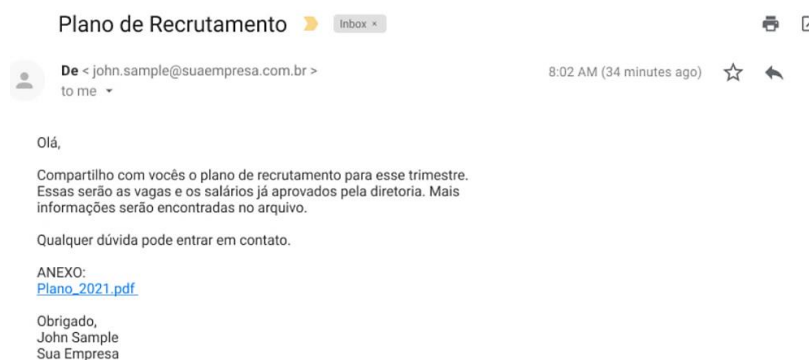 Plano de Recrutamento Inbox ×
De < john.sample@suaempresa.com.br > 8:02 AM (34 minutes ago)
to me
Olá,
Compartilho com vocês o plano de recrutamento para esse trimestre.
Essas serão as vagas e os salários já aprovados pela diretoria. Mais
informações serão encontradas no arquivo.
Qualquer dúvida pode entrar em contato.
ANEXO:
Plano_2021.pdf
Obrigado,
John Sample
Sua Empresa